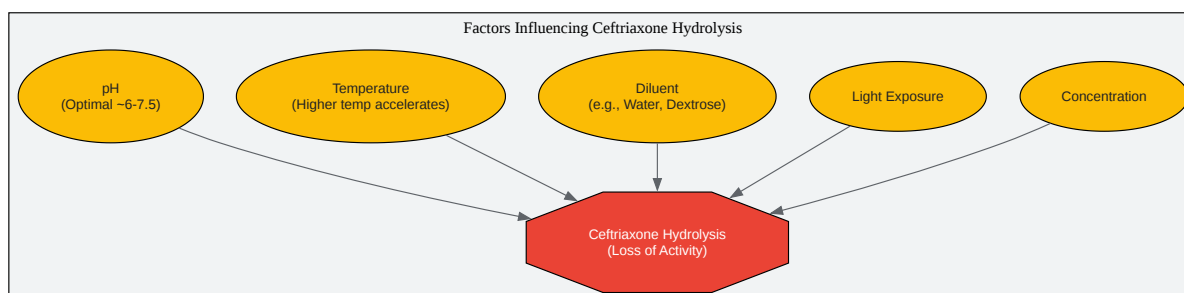 Factors Influencing Ceftriaxone Hydrolysis
pH
(Optimal ~6-7.5)
Temperature
(Higher temp accelerates)
Diluent
(e.g., Water, Dextrose)
Light Exposure
Concentration
Ceftriaxone Hydrolysis
(Loss of Activity)